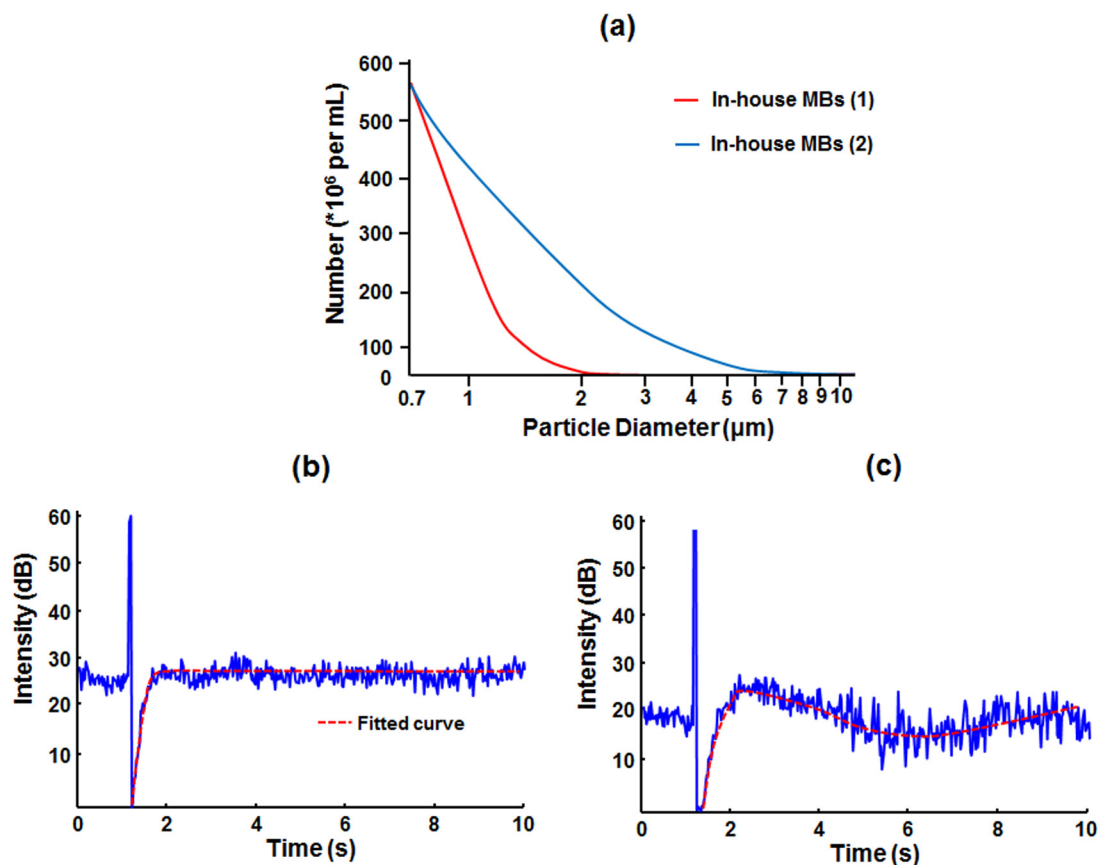 (a)
Number (*10⁶ per mL)
600
500
400
300
200
100
0
0.7 1 2 3 4 5 6 7 8 9 10
Particle Diameter (µm)
In-house MBs (1)
In-house MBs (2)
(b)
Intensity (dB)
60
50
40
30
20
10
0 2 4 6 8 10
Time (s)
Fitted curve
(c)
Intensity (dB)
60
50
40
30
20
10
0 2 4 6 8 10
Time (s)